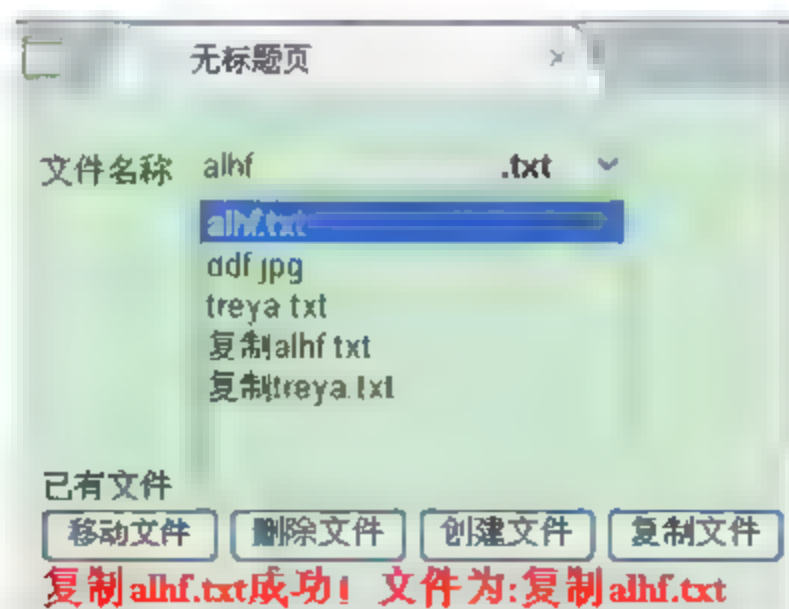 无标题页 ×
文件名称 alhf .txt
alhf.txt
adf.jpg
treya.txt
复制alhf.txt
复制treya.txt
已有文件
移动文件 删除文件 创建文件 复制文件
复制alhf.txt成功! 文件为:复制alhf.txt